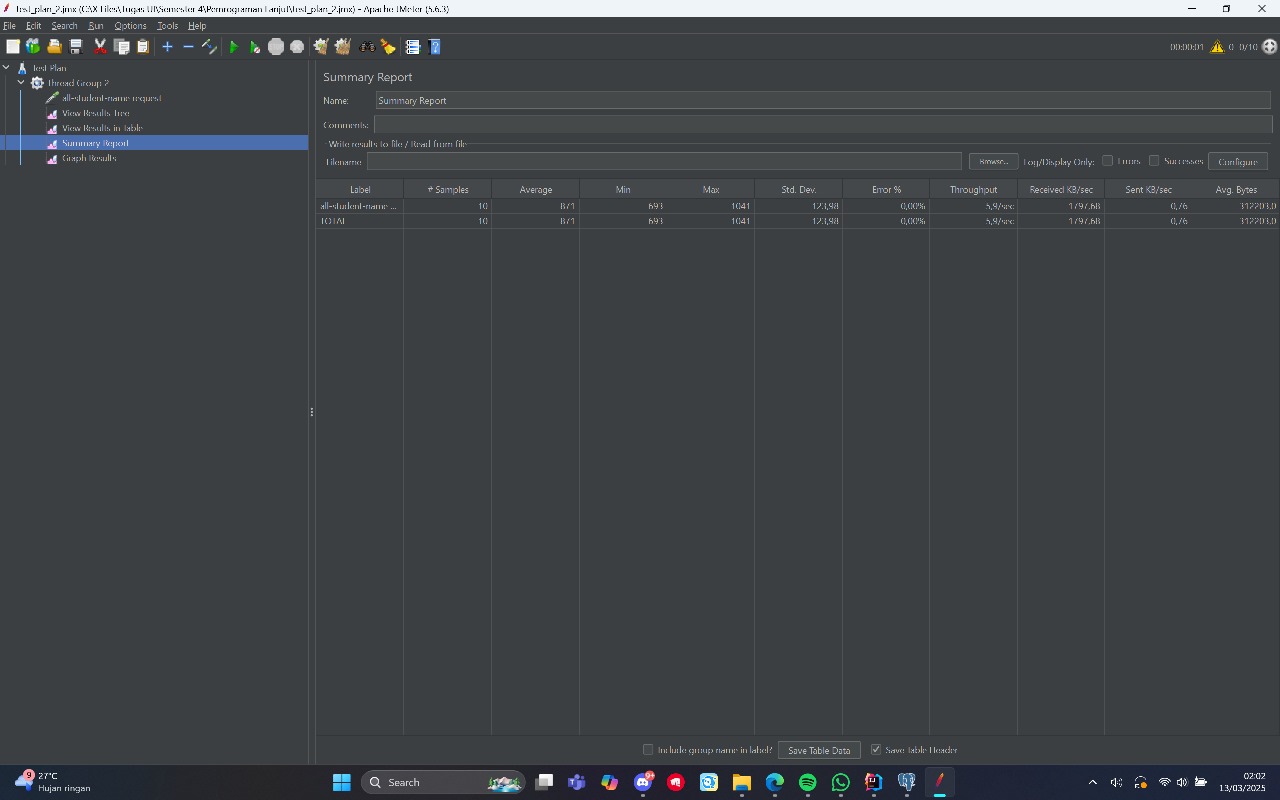 test_plan_2.jmx (C:\X Files\Tugas UI\Semester 4\Pemrograman Lanjut\test_plan_2.jmx) - Apache JMeter (5.6.3)
File Edit Search Run Options Tools Help
00:00:01 0 0/10
Test Plan
Thread Group 2
all-student-name request
View Results Tree
View Results in Table
Summary Report
Graph Results
Summary Report
Name: Summary Report
Comments:
Write results to file / Read from file
Filename Browse... Log/Display Only: Errors Successes Configure
Label # Samples Average Min Max Std. Dev. Error % Throughput Received KB/sec Sent KB/sec Avg. Bytes
all-student-name ... 10 871 693 1041 123,98 0,00% 5,9/sec 1797,68 0,76 312203,0
TOTAL 10 871 693 1041 123,98 0,00% 5,9/sec 1797,68 0,76 312203,0
Include group name in label? Save Table Data Save Table Header
9 27°C
Hujan ringan
Search
9+
02:02
13/03/2025